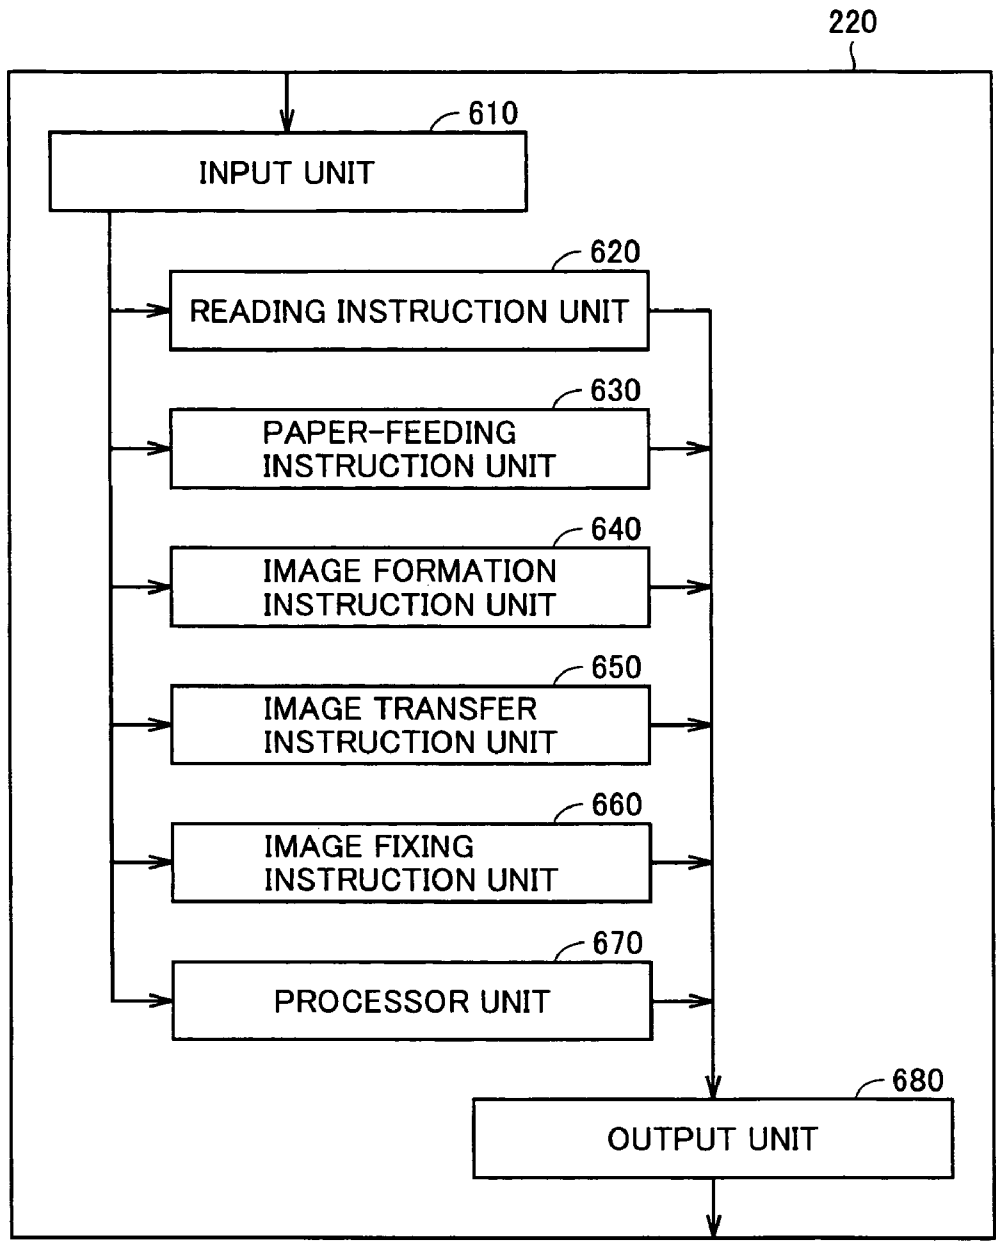 220
610
INPUT UNIT
620
READING INSTRUCTION UNIT
630
PAPER-FEEDING
INSTRUCTION UNIT
640
IMAGE FORMATION
INSTRUCTION UNIT
650
IMAGE TRANSFER
INSTRUCTION UNIT
660
IMAGE FIXING
INSTRUCTION UNIT
670
PROCESSOR UNIT
680
OUTPUT UNIT